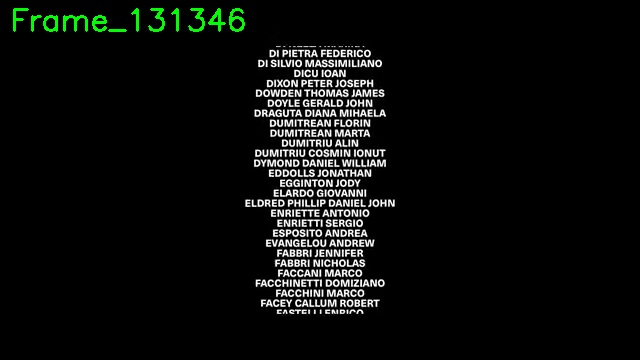 Frame_131346
DI PIETRA FEDERICO
DI SILVIO MASSIMILIANO
DICU IOAN
DIXON PETER JOSEPH
DOWDEN THOMAS JAMES
DOYLE GERALD JOHN
DRAGUTA DIANA MIHAELA
DUMITREAN FLORIN
DUMITREAN MARTA
DUMITRIU ALIN
DUMITRIU COSMIN IONUT
DYMOND DANIEL WILLIAM
EDDOLLS JONATHAN
EGGINTON JODY
ELARDO GIOVANNI
ELDRED PHILLIP DANIEL JOHN
ENRIETTE ANTONIO
ENRIETTI SERGIO
ESPOSITO ANDREA
EVANGELOU ANDREW
FABBRI JENNIFER
FABBRI NICHOLAS
FACCANI MARCO
FACCHINETTI DOMIZIANO
FACCHINI MARCO
FACEY CALLUM ROBERT
FASTELLI ENRICO